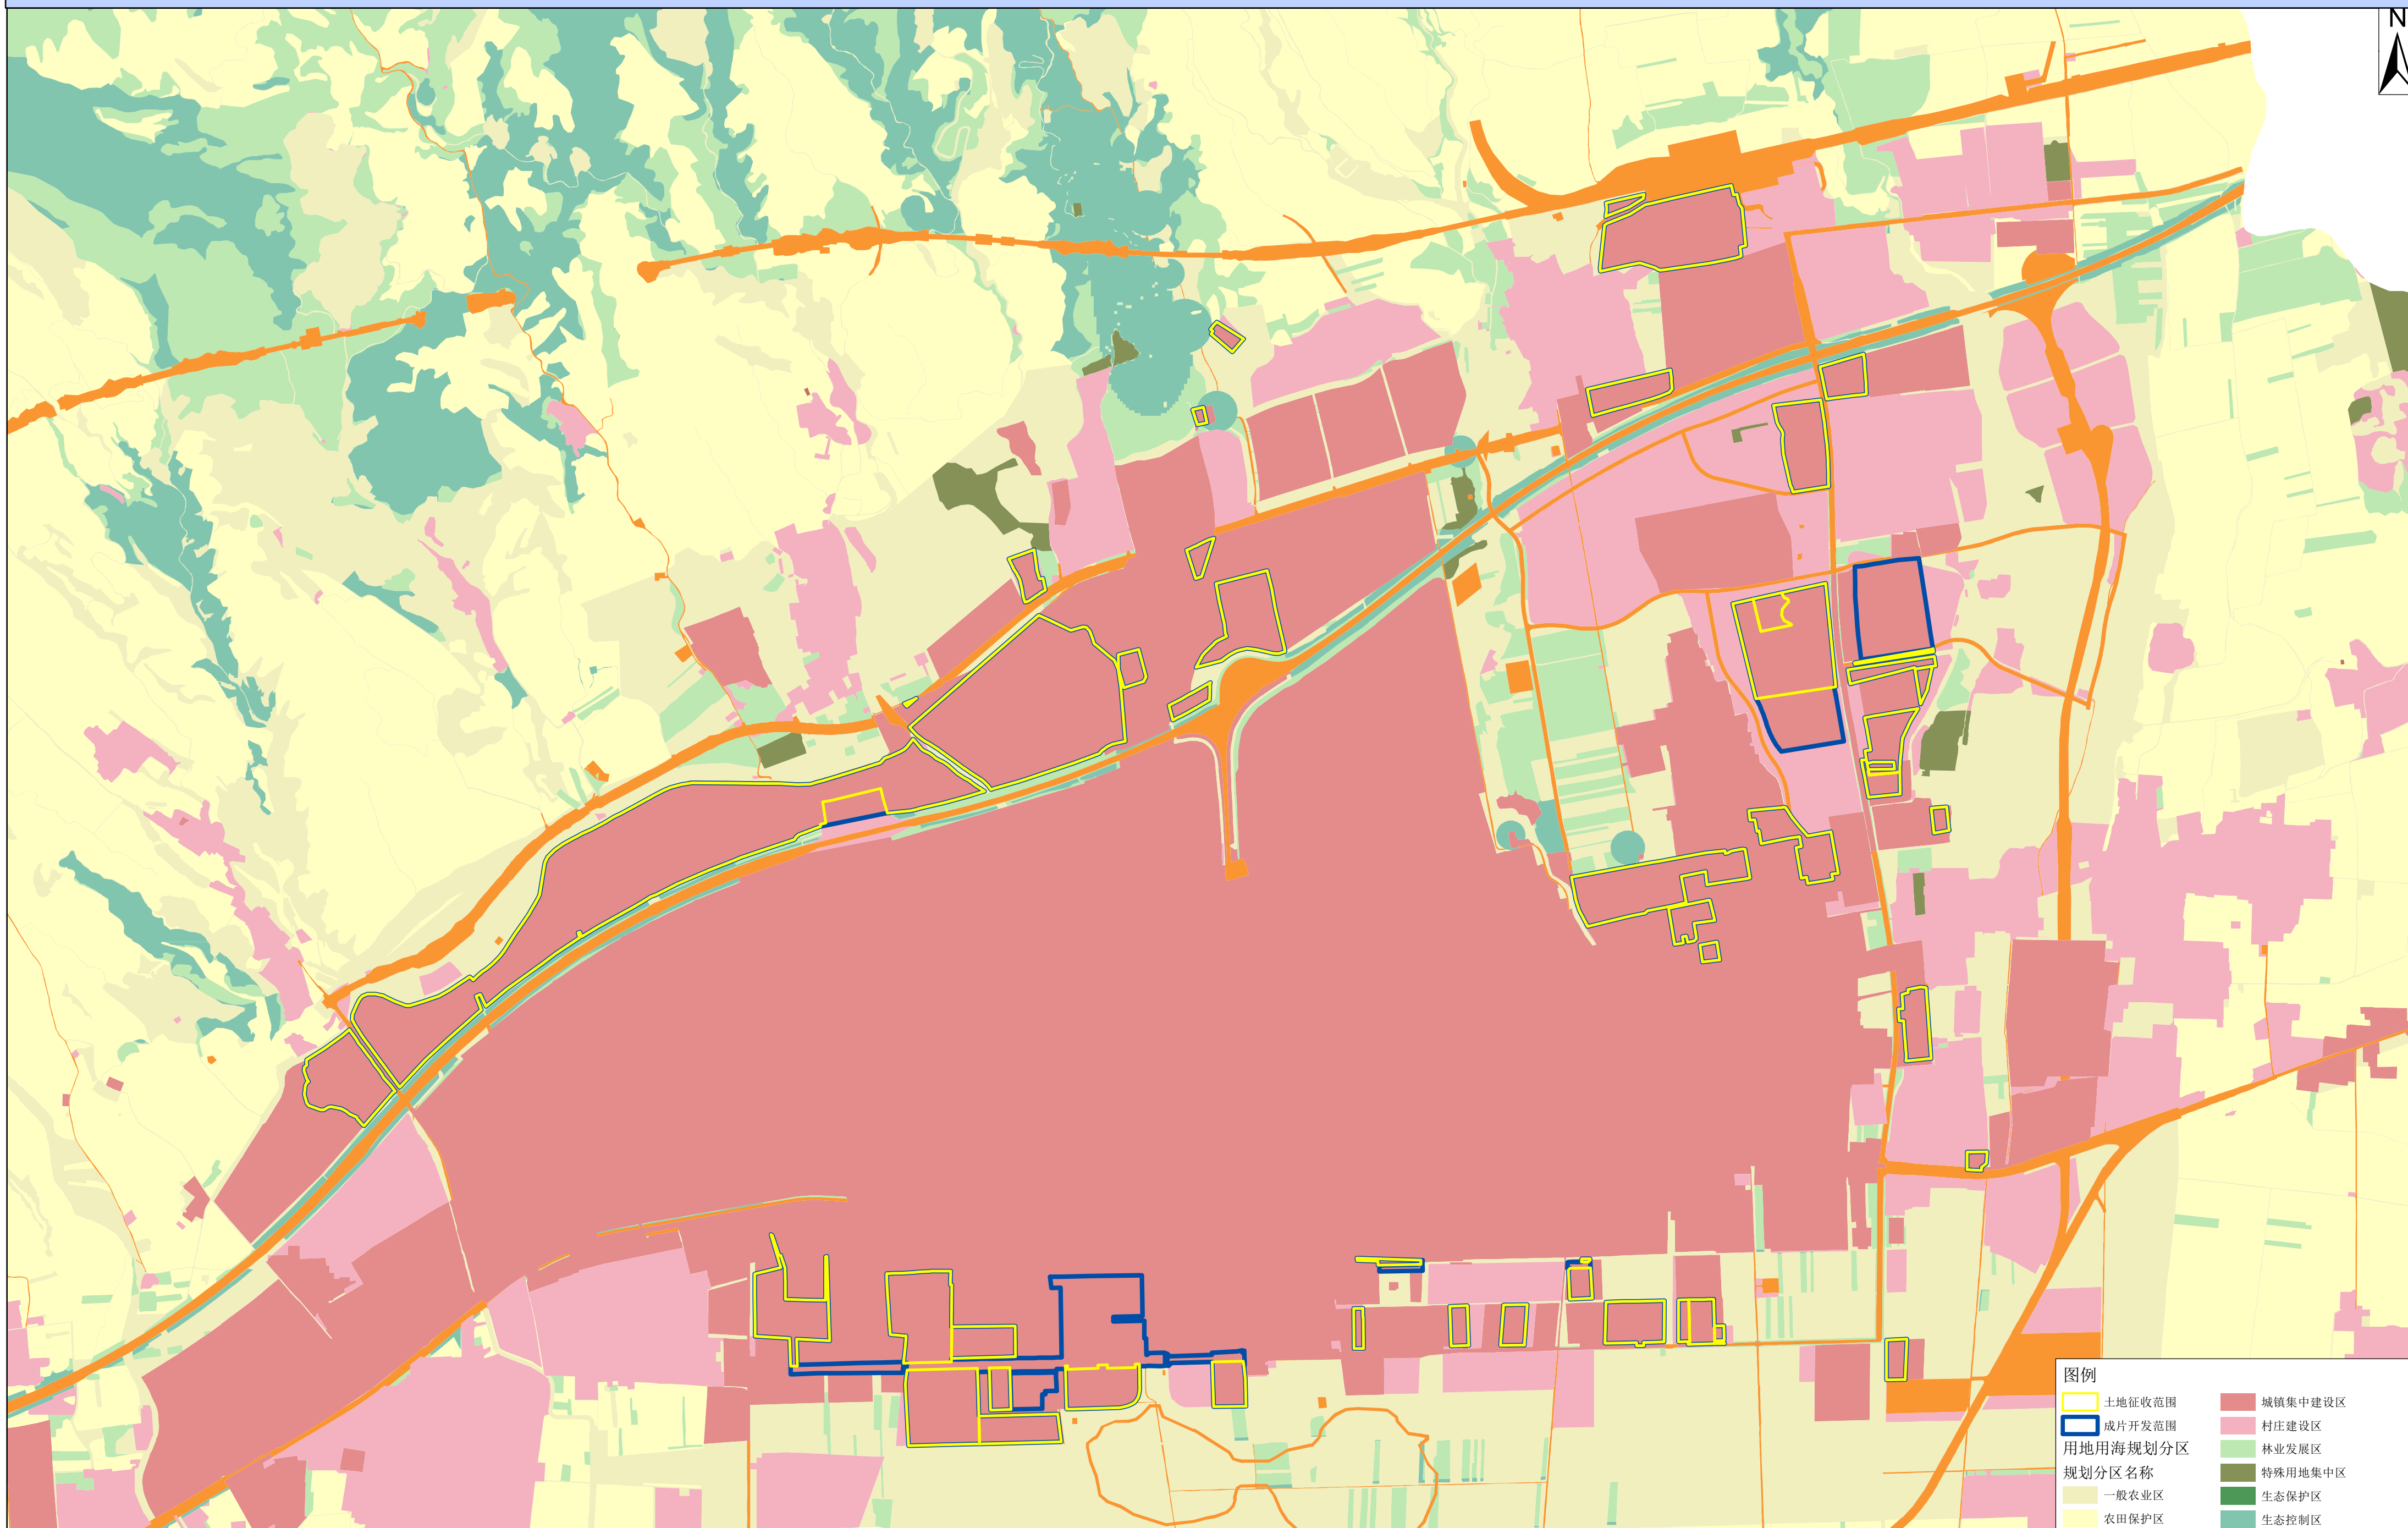 N
图例
土地征收范围
成片开发范围
用地用海规划分区
规划分区名称
一般农业区
农田保护区
城镇集中建设区
村庄建设区
林业发展区
特殊用地集中区
生态保护区
生态控制区